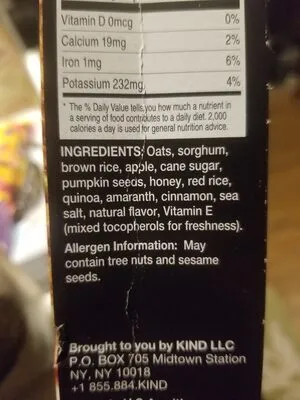 Vitamin D 0mcg 0%
Calcium 19mg 2%
Iron 1mg 6%
Potassium 232mg 4%
* The % Daily Value tells you how much a nutrient in
a serving of food contributes to a daily diet. 2,000
calories a day is used for general nutrition advice.
INGREDIENTS: Oats, sorghum,
brown rice, apple, cane sugar,
pumpkin seeds, honey, red rice,
quinoa, amaranth, cinnamon, sea
salt, natural flavor, Vitamin E
(mixed tocopherols for freshness).
Allergen Information: May
contain tree nuts and sesame
seeds.
Brought to you by KIND LLC
P.O. BOX 705 Midtown Station
NY, NY 10018
+1 855.884.KIND